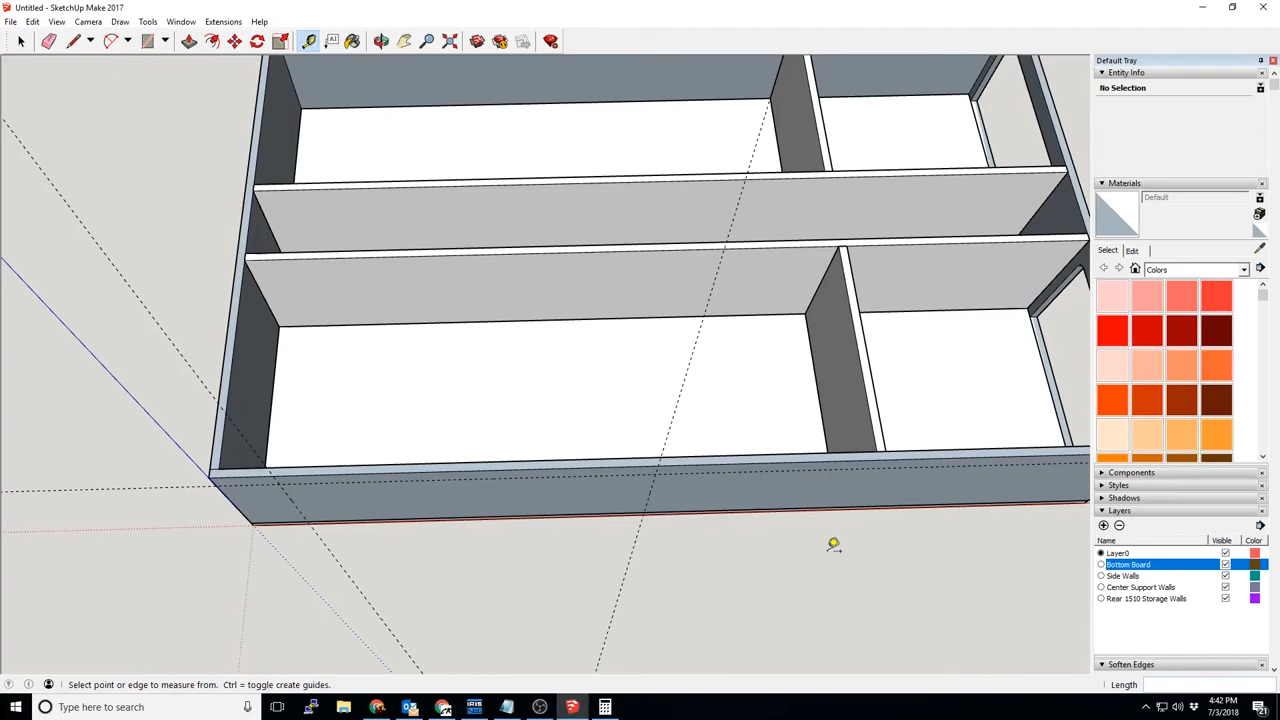 Untitled - SketchUp Make 2017
File Edit View Camera Draw Tools Window Extensions Help
Default Tray
Entity Info
No Selection
Materials
Default
Select Edit
Colors
Components
Styles
Shadows
Layers
Name Visible Color
Layer0
Bottom Board
Side Walls
Center Support Walls
Rear 1510 Storage Walls
Soften Edges
Select point or edge to measure from. Ctrl = toggle create guides.
Length
Type here to search
4:42 PM
7/3/2018
21